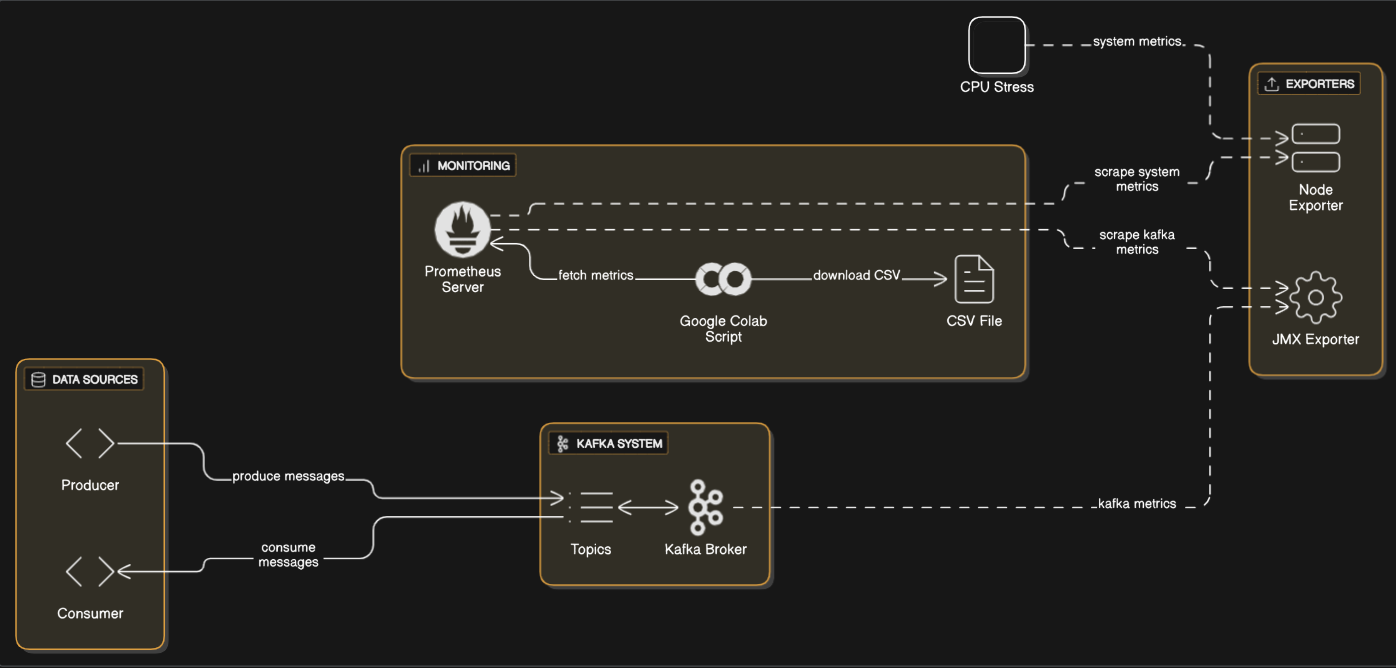 system metrics
CPU Stress
EXPORTERS
Node
Exporter
JMX Exporter
MONITORING
scrape system
metrics
scrape kafka
metrics
Prometheus
Server
fetch metrics
Google Colab
Script
download CSV
CSV File
DATA SOURCES
Producer
Consumer
produce messages
consume
messages
KAFKA SYSTEM
Topics
Kafka Broker
kafka metrics